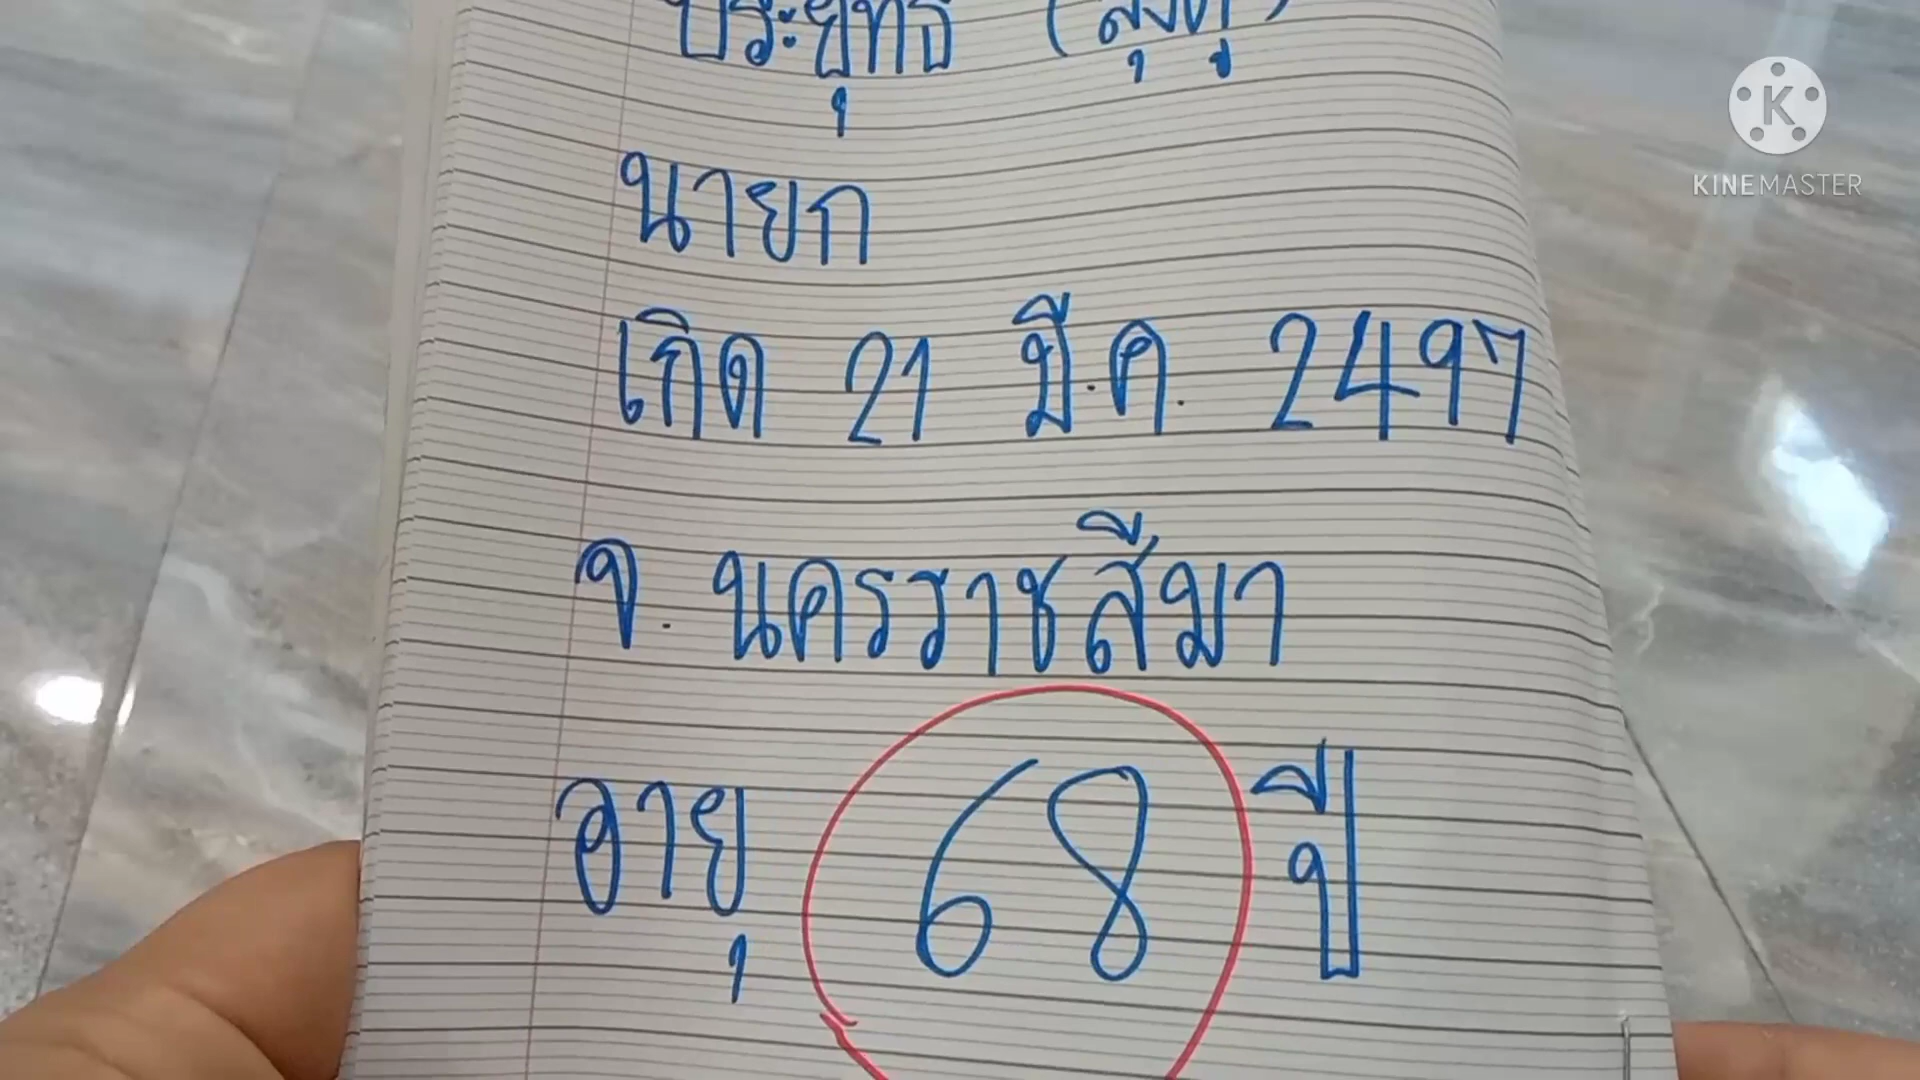 ประยุทธ์ (ลุงตู่)
นายก
เกิด 21 มี.ค. 2497
จ. นครราชสีมา
อายุ 68 ปี
K
KINEMASTER